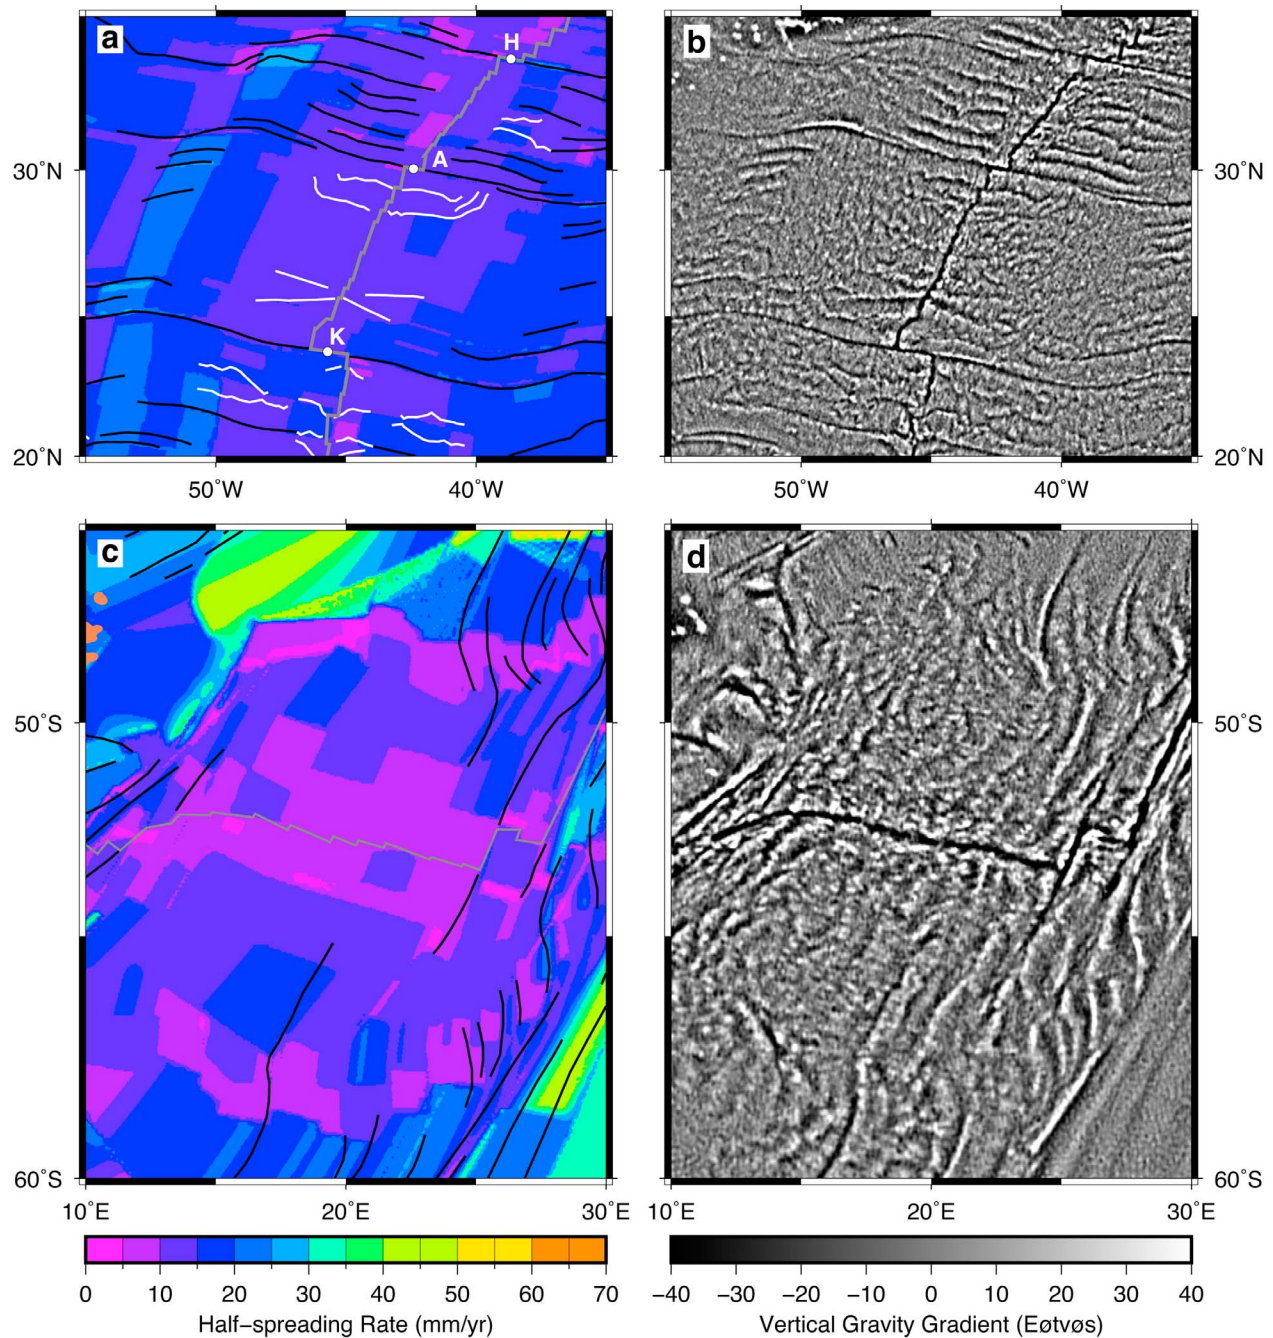 a
H
A
K
b
30°N
30°N
20°N
20°N
50°W
40°W
50°W
40°W
c
d
50°S
50°S
60°S
60°S
10°E
20°E
30°E
10°E
20°E
30°E
0 10 20 30 40 50 60 70
Half−spreading Rate (mm/yr)
−40 −30 −20 −10 0 10 20 30 40
Vertical Gravity Gradient (Eøtvøs)